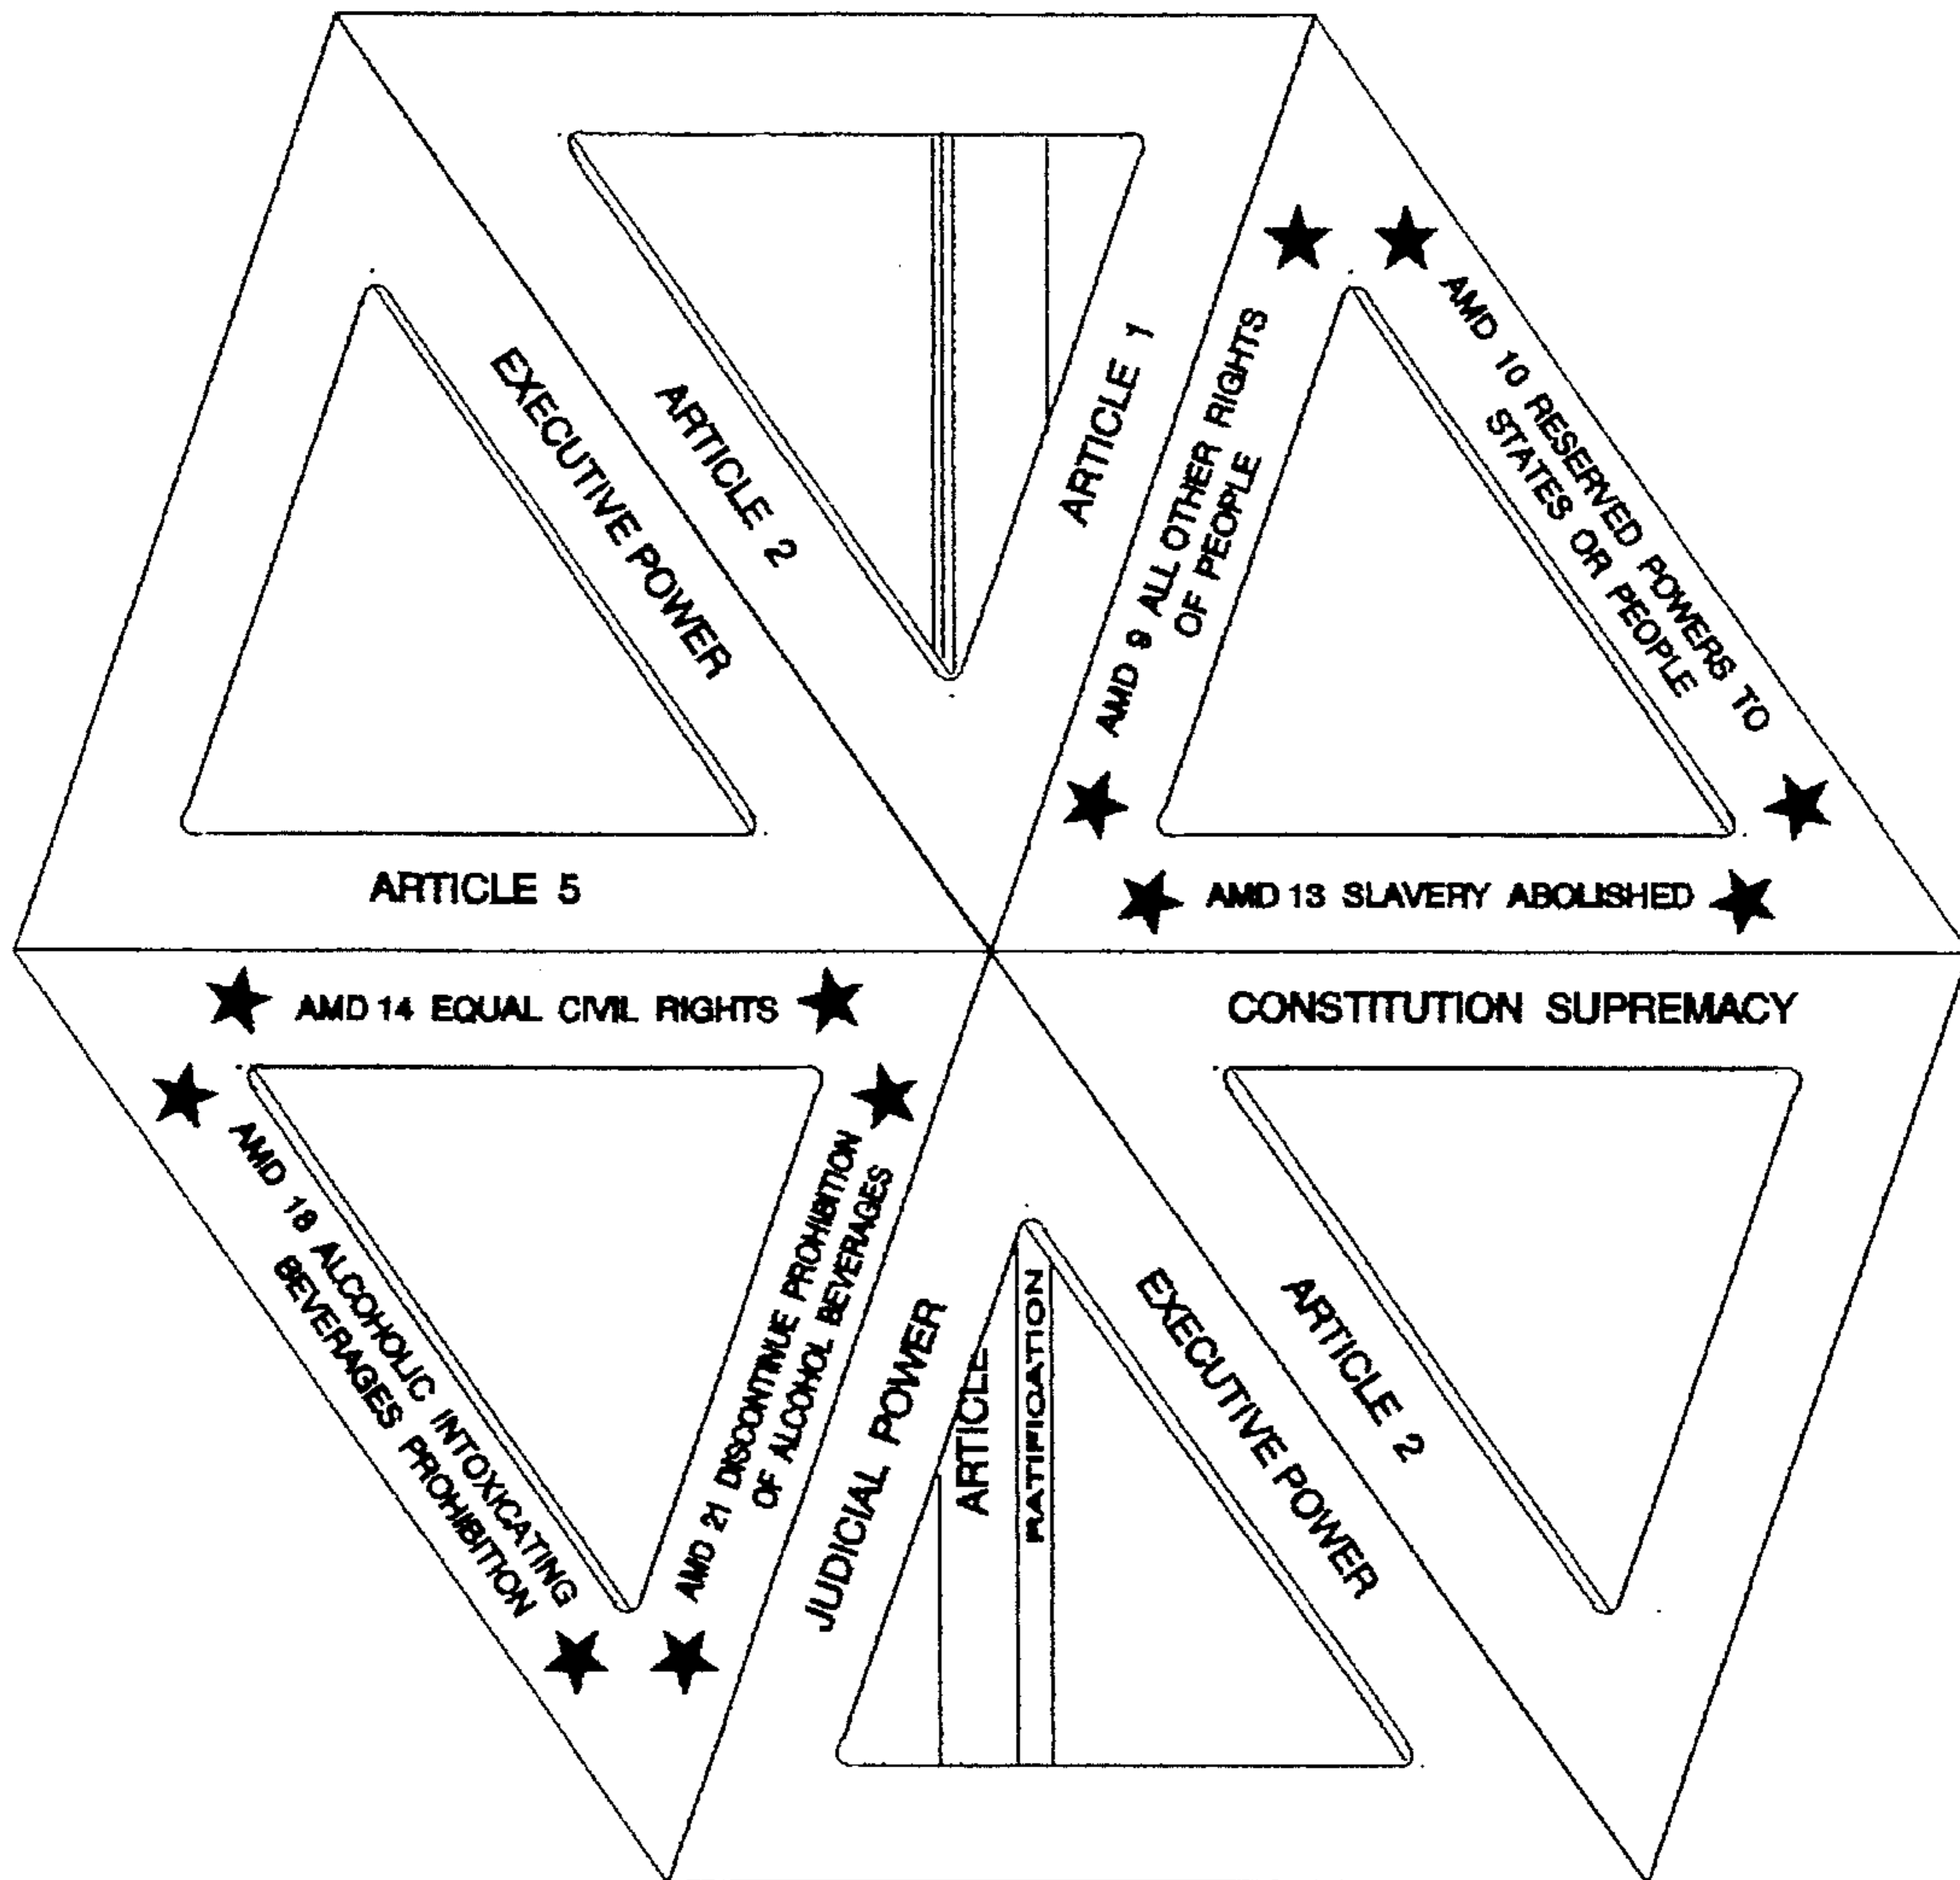 EXECUTIVE POWER
ARTICLE 5
ARTICLE 2
ARTICLE 1
AMD 9 ALL OTHER RIGHTS
OF PEOPLE
AMD 10 RESERVED POWERS TO
STATES OR PEOPLE
AMD 13 SLAVERY ABOLISHED
AMD 14 EQUAL CIVIL RIGHTS
AMD 18 ALCOHOLIC INTOXICATING
BEVERAGES PROHIBITION
AMD 21 DISCONTINUE PROHIBITION
OF ALCOHOL BEVERAGES
JUDICIAL POWER
ARTICLE
RATIFICATION
EXECUTIVE POWER
CONSTITUTION SUPREMACY
ARTICLE 2